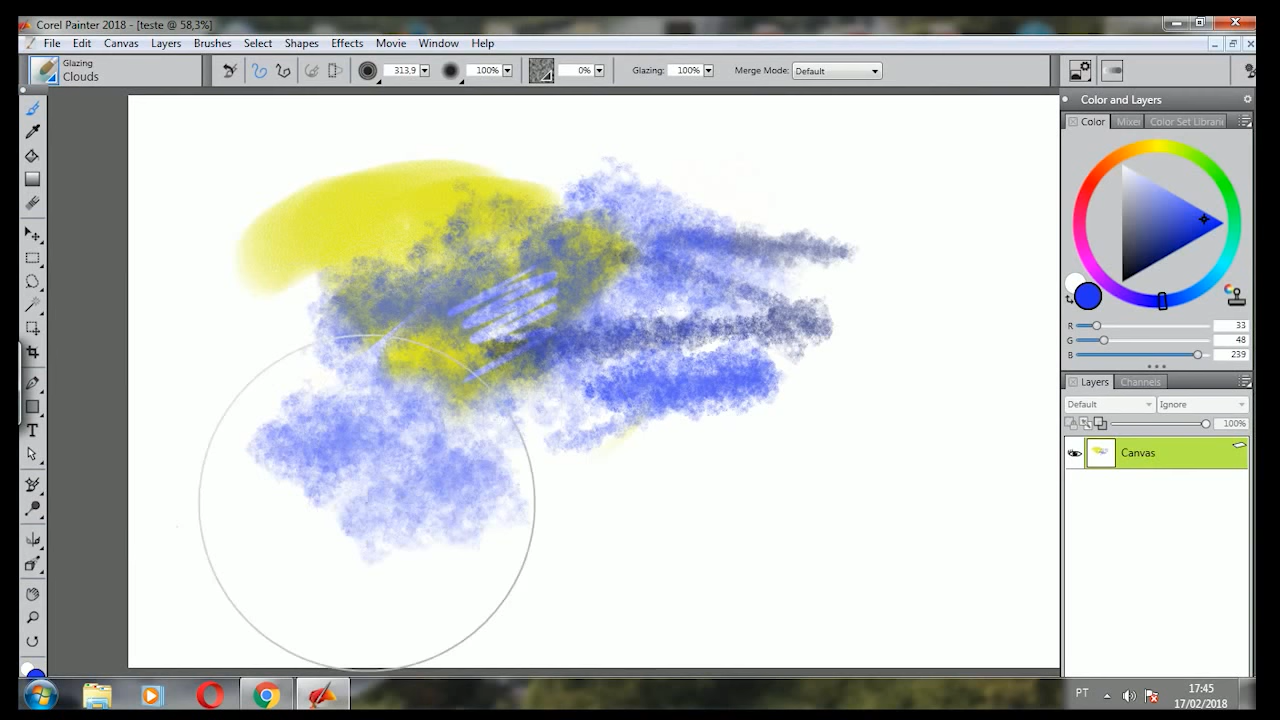 Corel Painter 2018 - [teste @ 58,3%]
File Edit Canvas Layers Brushes Select Shapes Effects Movie Window Help
Glazing
Clouds
313,9 100% 0% Glazing: 100% Merge Mode: Default
Color and Layers
Color Mixer Color Set Librari
R 33
G 48
B 239
Layers Channels
Default Ignore
100%
Canvas
T
PT 17:45
17/02/2018